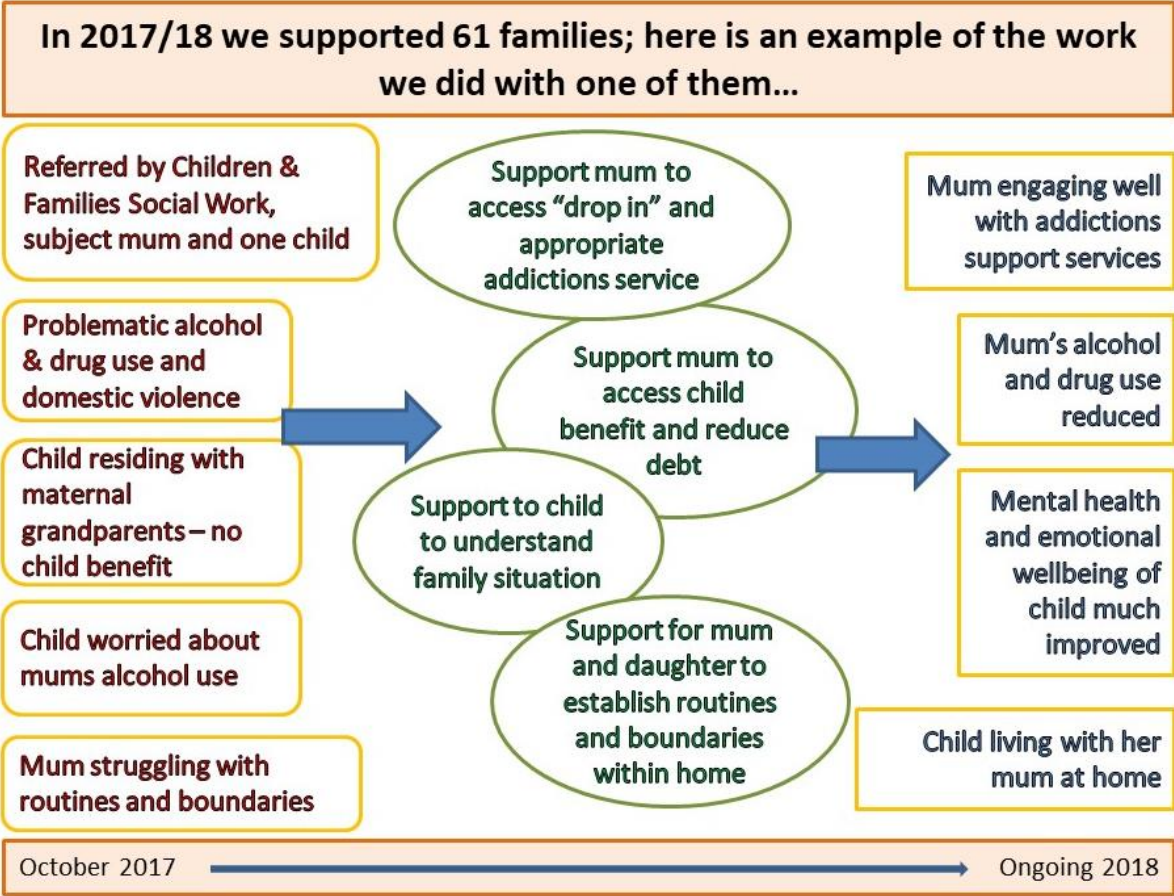 In 2017/18 we supported 61 families; here is an example of the work
we did with one of them…
Referred by Children &
Families Social Work,
subject mum and one child
Problematic alcohol
& drug use and
domestic violence
Child residing with
maternal
grandparents – no
child benefit
Child worried about
mums alcohol use
Mum struggling with
routines and boundaries
Support mum to
access “drop in” and
appropriate
addictions service
Support mum to
access child
benefit and reduce
debt
Support to child
to understand
family situation
Support for mum
and daughter to
establish routines
and boundaries
within home
Mum engaging well
with addictions
support services
Mum’s alcohol
and drug use
reduced
Mental health
and emotional
wellbeing of
child much
improved
Child living with her
mum at home
October 2017
Ongoing 2018